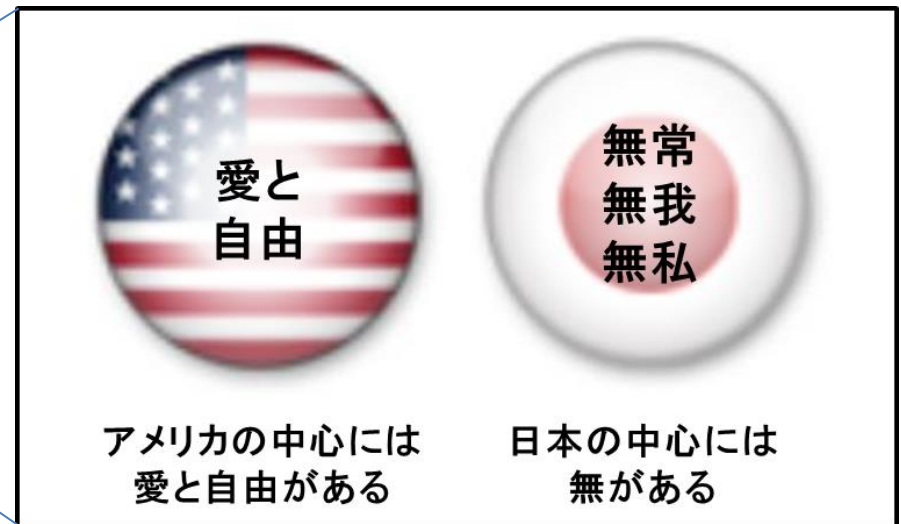 愛と
自由
無常
無我
無私
アメリカの中心には
愛と自由がある
日本の中心には
無がある